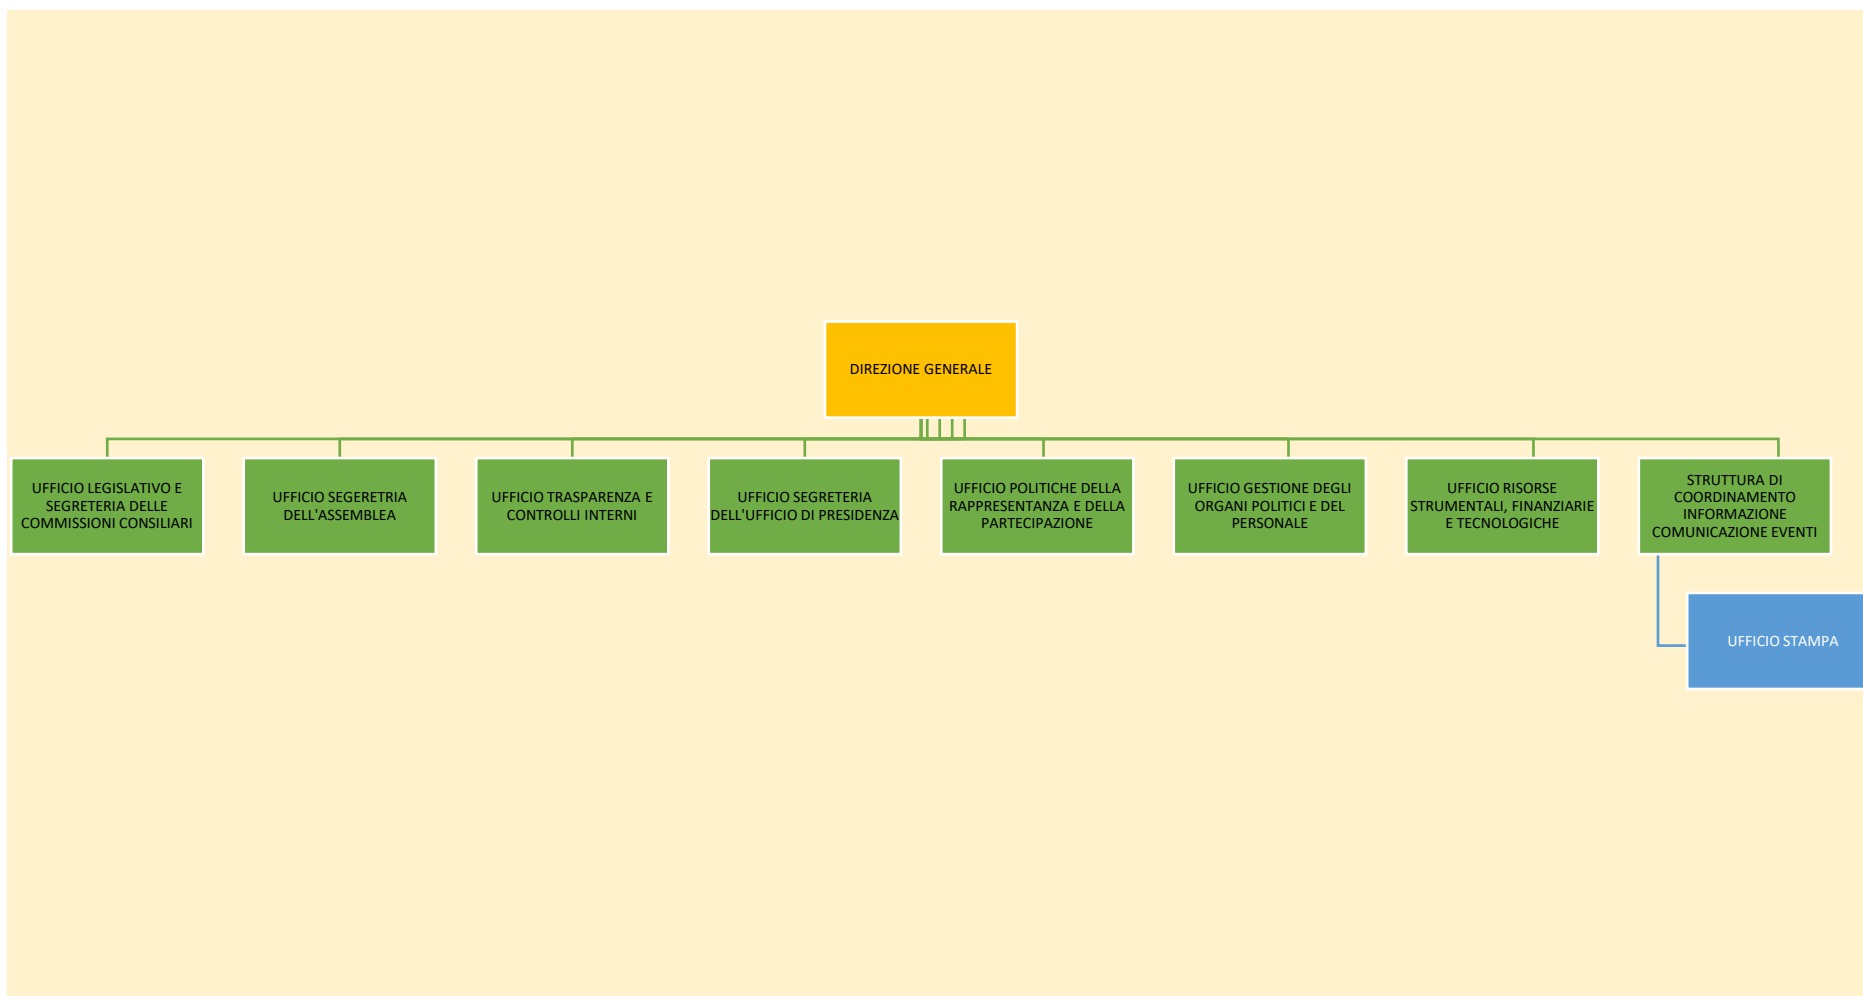 DIREZIONE GENERALE
UFFICIO LEGISLATIVO E
SEGRETERIA DELLE
COMMISSIONI CONSILIARI
UFFICIO SEGERETRIA
DELL'ASSEMBLEA
UFFICIO TRASPARENZA E
CONTROLLI INTERNI
UFFICIO SEGRETERIA
DELL'UFFICIO DI PRESIDENZA
UFFICIO POLITICHE DELLA
RAPPRESENTANZA E DELLA
PARTECIPAZIONE
UFFICIO GESTIONE DEGLI
ORGANI POLITICI E DEL
PERSONALE
UFFICIO RISORSE
STRUMENTALI, FINANZIARIE
E TECNOLOGICHE
STRUTTURA DI
COORDINAMENTO
INFORMAZIONE
COMUNICAZIONE EVENTI
UFFICIO STAMPA